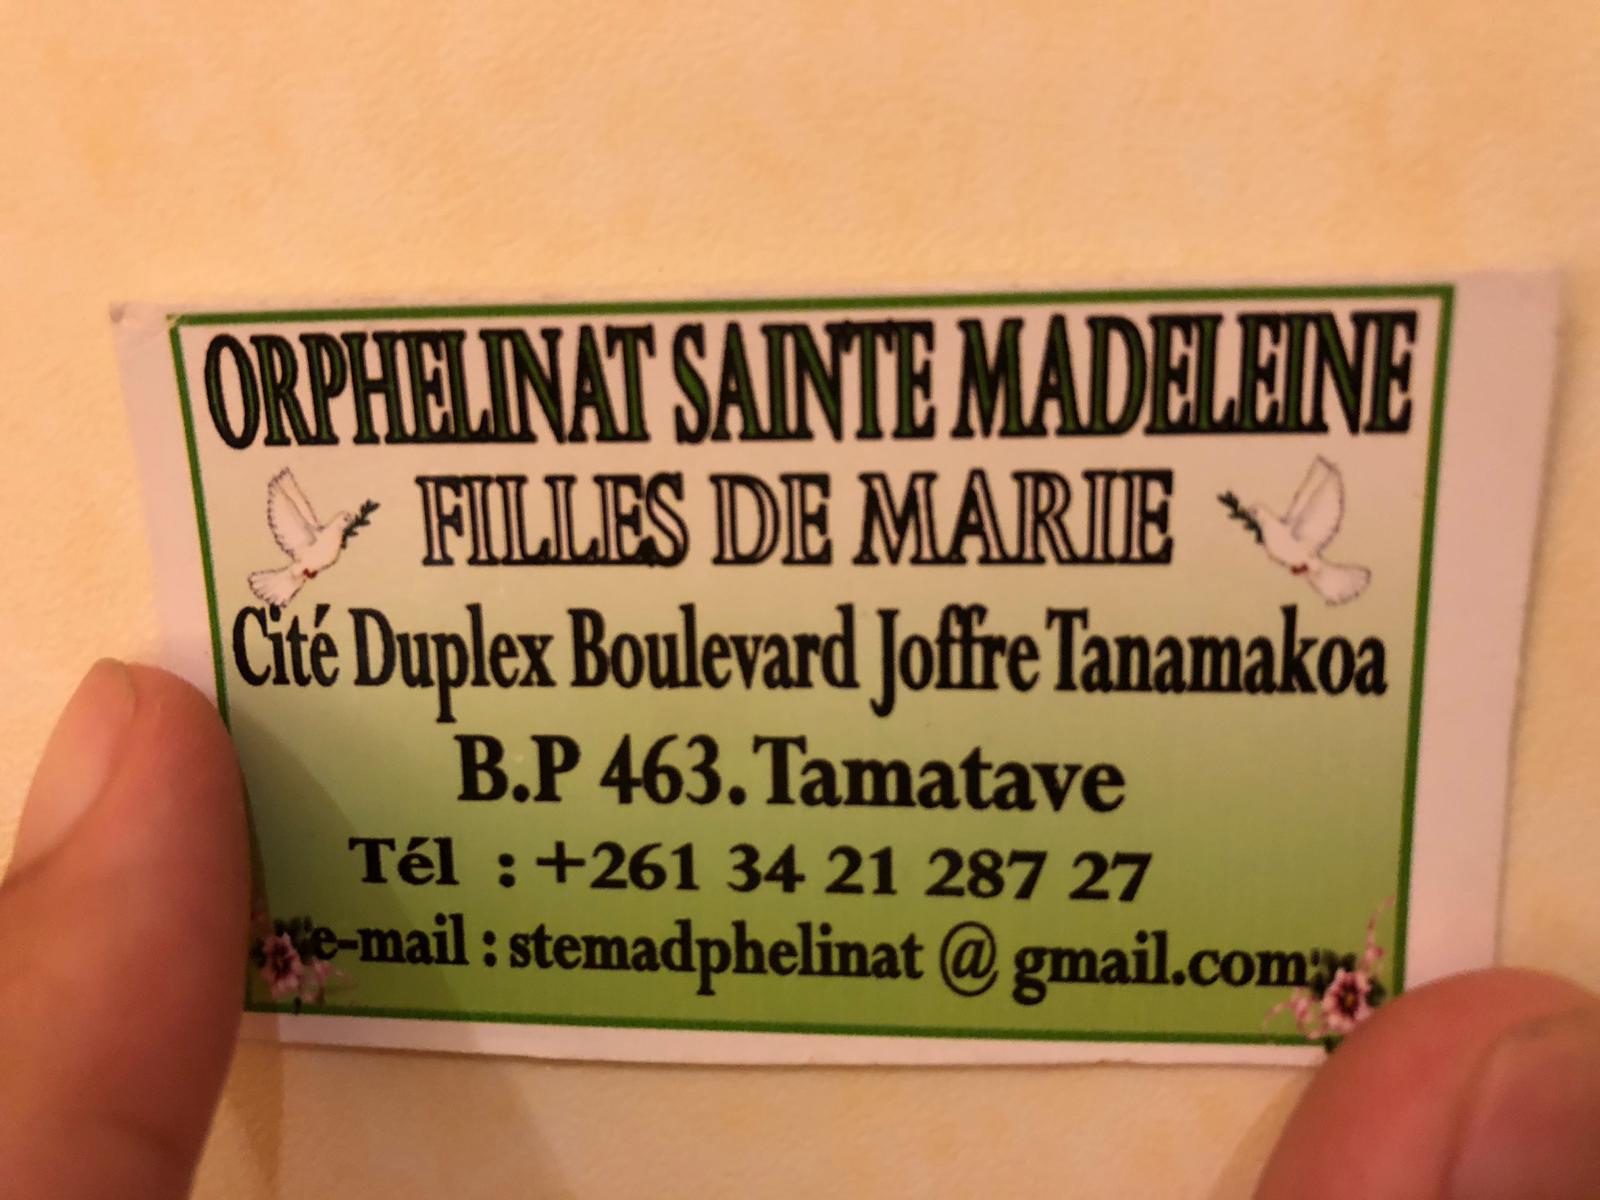 ORPHELINAT SAINTE MADELEINE
FILLES DE MARIE
Cité Duplex Boulevard Joffre Tanamakoa
B.P 463. Tamatave
Tél : +261 34 21 287 27
e-mail : stemadphelinat @ gmail.com